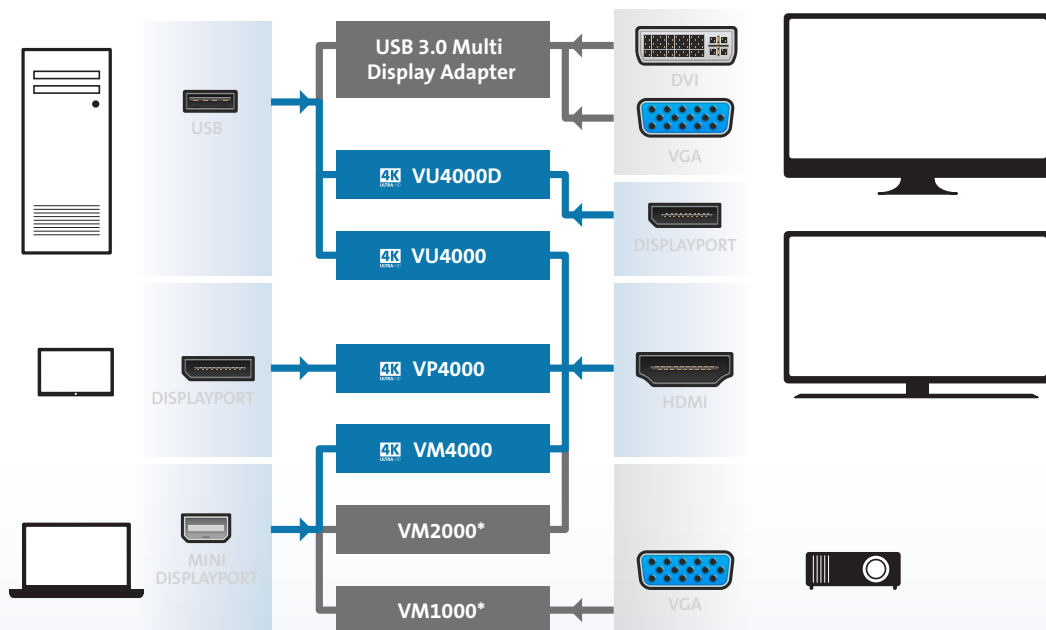 USB 3.0 Multi
Display Adapter
DVI
USB
VGA
4K
ULTRA HD
VU4000D
DISPLAYPORT
4K
ULTRA HD
VU4000
4K
ULTRA HD
VP4000
DISPLAYPORT
HDMI
4K
ULTRA HD
VM4000
VM2000*
MINI
DISPLAYPORT
VM1000*
VGA